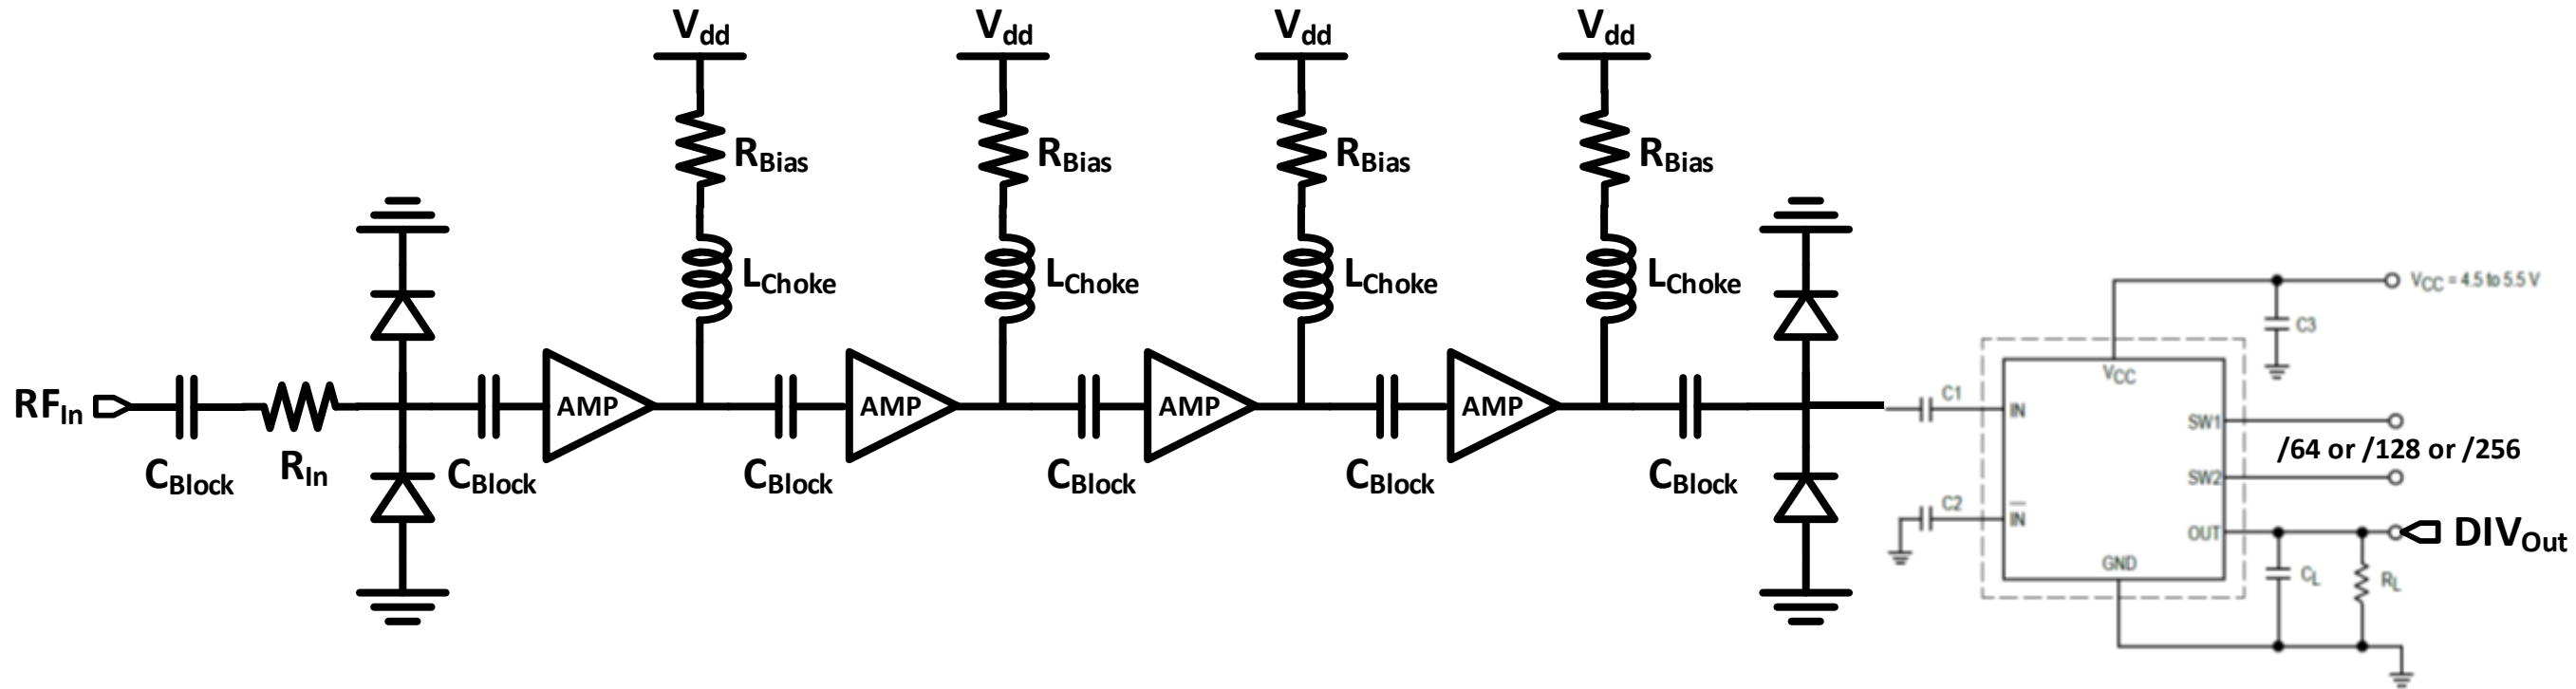 Vdd Vdd Vdd Vdd
RBias RBias RBias RBias
LChoke LChoke LChoke LChoke
VCC = 4.5 to 5.5 V
C3
VCC
RFIn AMP AMP AMP AMP
C1 IN SW1
/64 or /128 or /256
CBlock RIn CBlock CBlock CBlock CBlock CBlock
SW2
C2 IN OUT DIVOut
GND CL RL